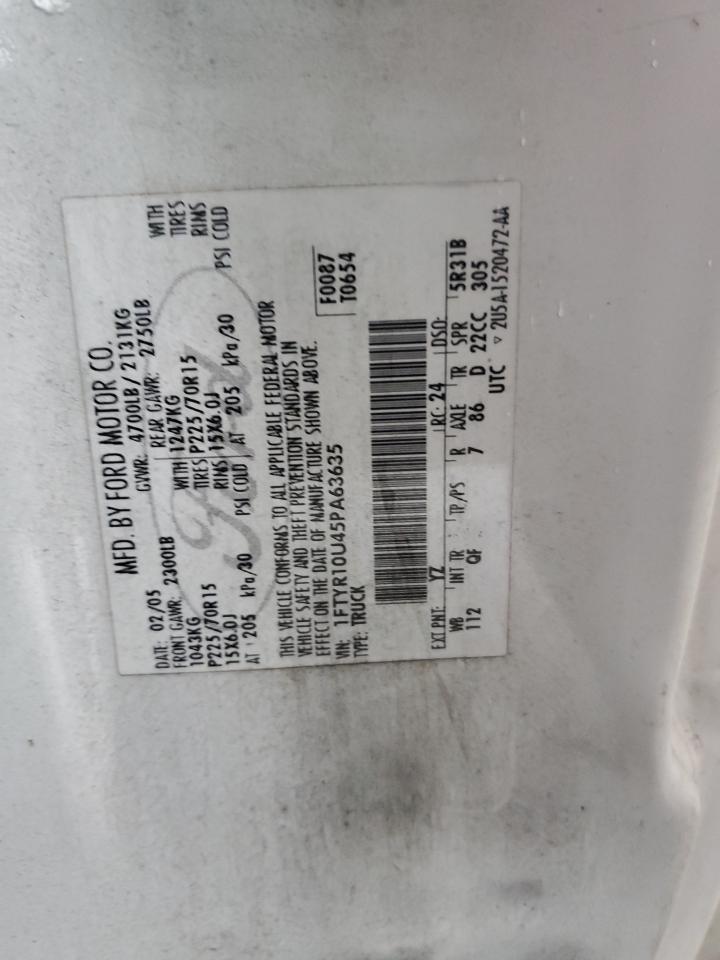 MFD. BY FORD MOTOR CO.
DATE: 02/05 GVWR: 4700LB/ 2131KG
FRONT GAWR: 2300LB REAR GAWR: 2750LB
1043KG WITH 1247KG WITH
P225/70R15 TIRES P225/70R15 TIRES
15X6.0J RIMS 15X6.0J RIMS
AT 205 kPa/30 PSI COLD AT 205 kPa/30 PSI COLD
THIS VEHICLE CONFORMS TO ALL APPLICABLE FEDERAL MOTOR
VEHICLE SAFETY AND THEFT PREVENTION STANDARDS IN
EFFECT ON THE DATE OF MANUFACTURE SHOWN ABOVE.
VIN: 1FTYR10U45PA63635 F0087
TYPE: TRUCK T0654
EXT PNT: YZ RC: 24 DSO:
WB INT TR TP/PS R AXLE TR SPR 5R31B
112 QF 7 86 D 22CC 305
UTC ▽ 2U5A-1520472-AA
Ford